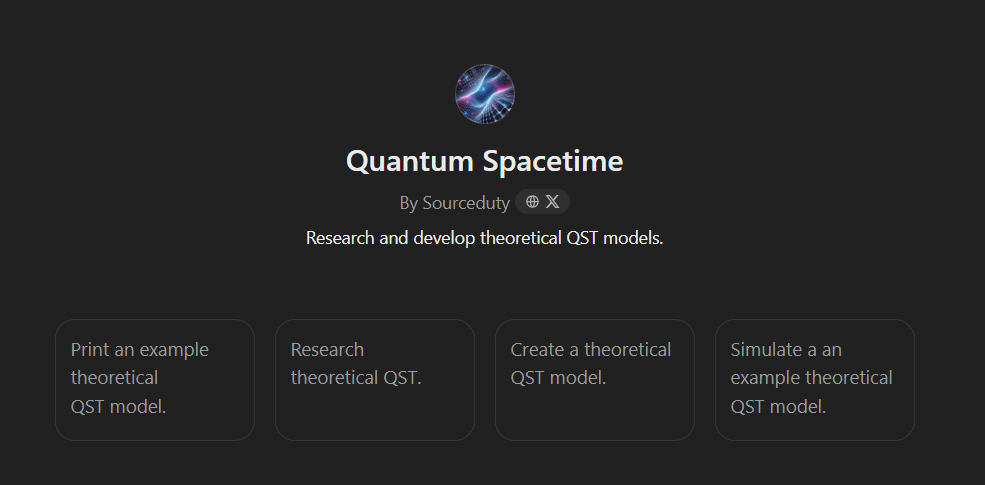 Quantum Spacetime
By Sourceduty
Research and develop theoretical QST models.
Print an example
theoretical
QST model.
Research
theoretical QST.
Create a theoretical
QST model.
Simulate a an
example theoretical
QST model.